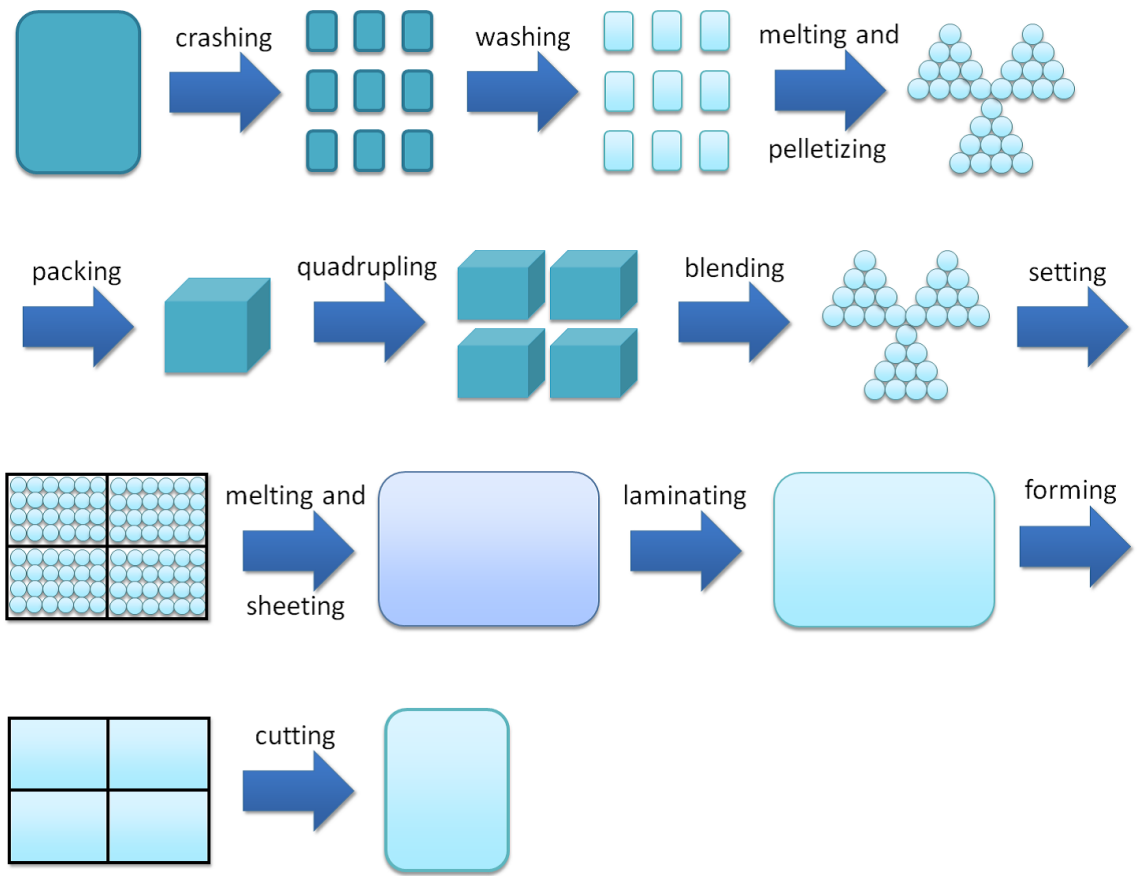 crashing
washing
melting and
pelletizing
packing
quadrupling
blending
setting
melting and
sheeting
laminating
forming
cutting